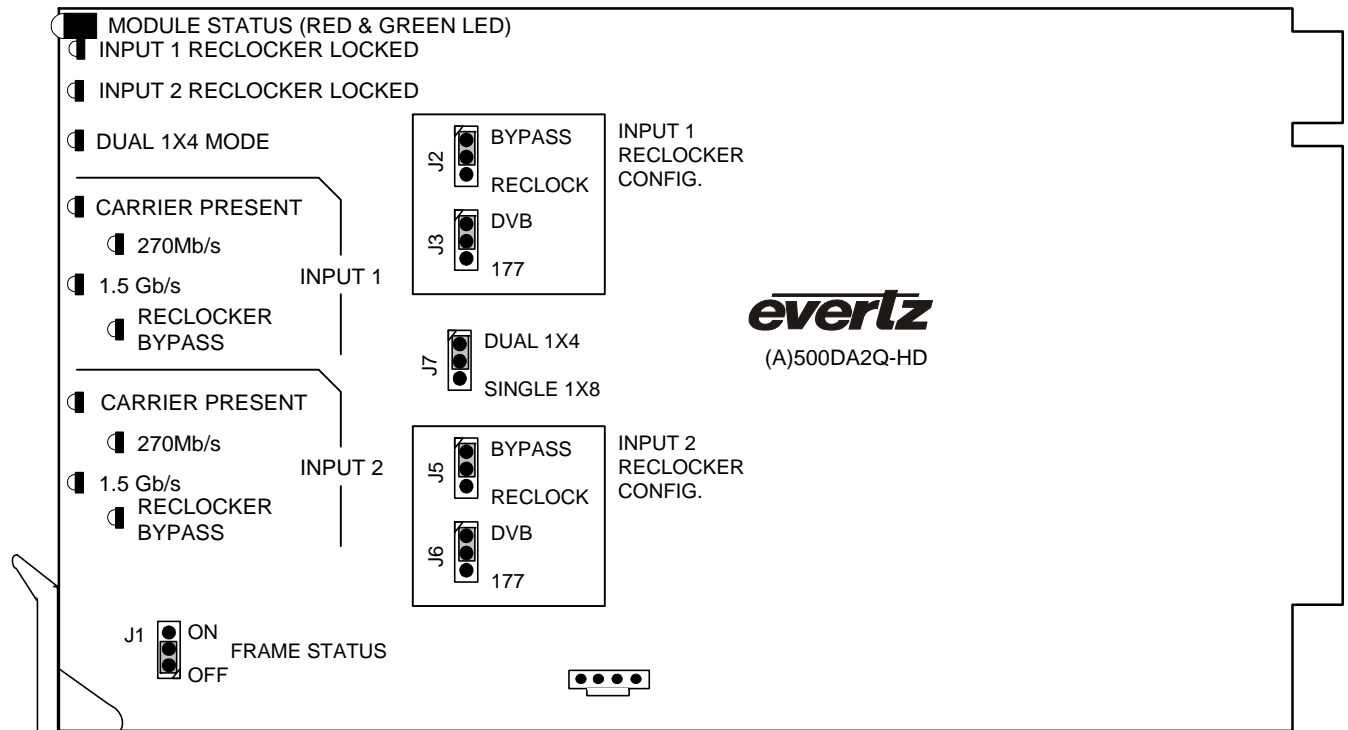 MODULE STATUS (RED & GREEN LED)
INPUT 1 RECLOCKER LOCKED
INPUT 2 RECLOCKER LOCKED
DUAL 1X4 MODE
CARRIER PRESENT
270Mb/s
1.5 Gb/s
RECLOCKER
BYPASS
INPUT 1
CARRIER PRESENT
270Mb/s
1.5 Gb/s
RECLOCKER
BYPASS
INPUT 2
J2
BYPASS
RECLOCK
J3
DVB
177
INPUT 1
RECLOCKER
CONFIG.
J7
DUAL 1X4
SINGLE 1X8
J5
BYPASS
RECLOCK
J6
DVB
177
INPUT 2
RECLOCKER
CONFIG.
evertz
(A)500DA2Q-HD
J1
ON
OFF
FRAME STATUS